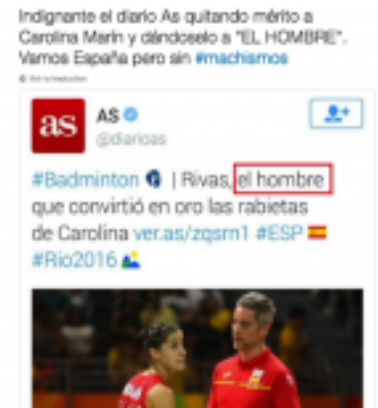 Indignante el diario As quitando mérito a
Carolina Marín y dándoselo a "EL HOMBRE".
Vamos España pero sin #machismos
as
AS
@diarioas
#Badminton | Rivas, el hombre
que convirtió en oro las rabietas
de Carolina ver.as/zqsrn1 #ESP
#Rio2016